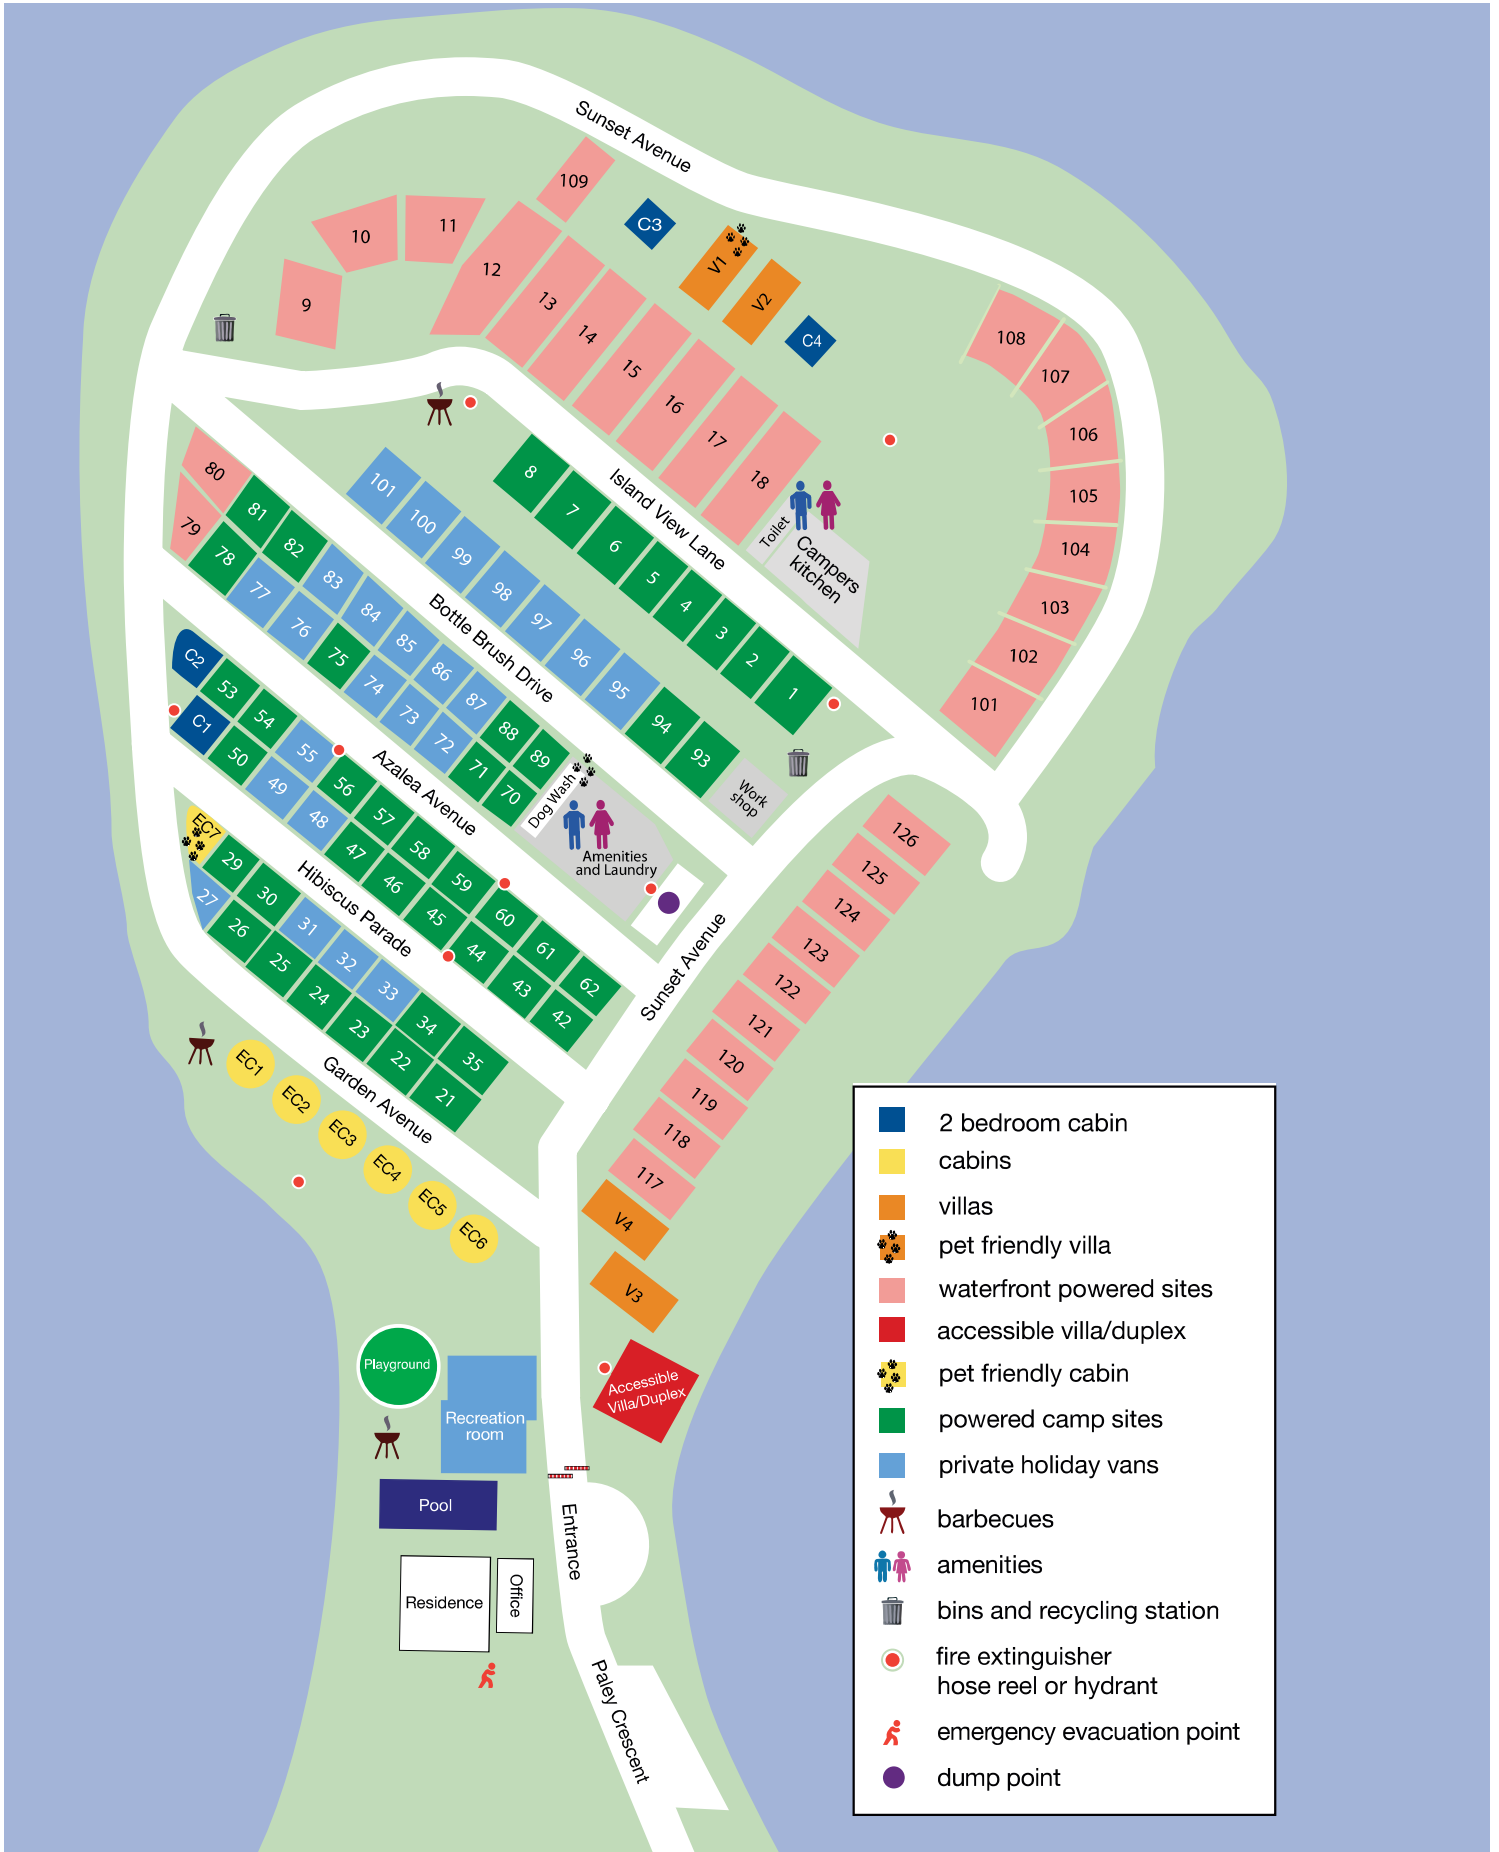 Sunset Avenue
109
C3
V1
V2
C4
11
10
9
12
13
14
15
16
17
18
108
107
106
105
104
103
102
101
Toilet
Campers
kitchen
Island View Lane
8
7
6
5
4
3
2
1
101
100
99
98
97
96
95
94
93
Work
shop
Bottle Brush Drive
80
81
82
83
84
85
86
87
88
89
79
78
77
76
75
74
73
72
71
70
Dog Wash
Amenities
and Laundry
Azalea Avenue
C2
53
54
55
56
57
58
59
60
61
62
C1
50
49
48
47
46
45
44
43
42
Hibiscus Parade
EC7
29
30
31
32
33
34
35
27
26
25
24
23
22
21
Garden Avenue
EC1
EC2
EC3
EC4
EC5
EC6
Sunset Avenue
126
125
124
123
122
121
120
119
118
117
V4
V3
Accessible
Villa/Duplex
Playground
Recreation
room
Pool
Residence
Office
Entrance
Paley Crescent
2 bedroom cabin
cabins
villas
pet friendly villa
waterfront powered sites
accessible villa/duplex
pet friendly cabin
powered camp sites
private holiday vans
barbecues
amenities
bins and recycling station
fire extinguisher
hose reel or hydrant
emergency evacuation point
dump point